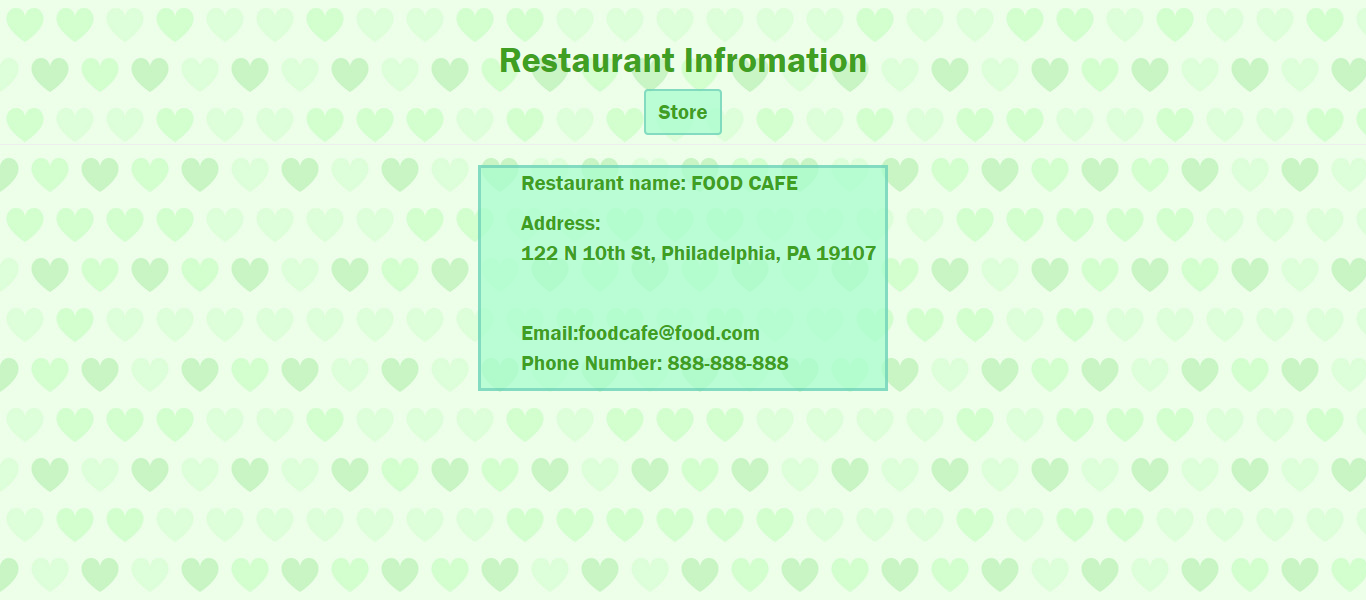 Restaurant Infromation
Store
Restaurant name: FOOD CAFE
Address:
122 N 10th St, Philadelphia, PA 19107
Email:foodcafe@food.com
Phone Number: 888-888-888